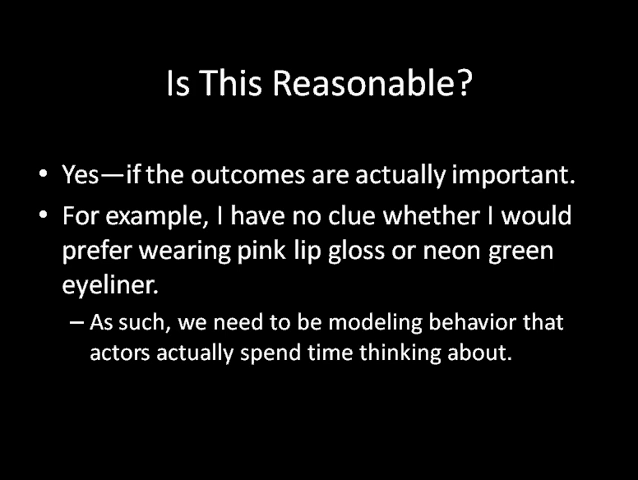 Is This Reasonable?
• Yes—if the outcomes are actually important.
• For example, I have no clue whether I would
prefer wearing pink lip gloss or neon green
eyeliner.
– As such, we need to be modeling behavior that
actors actually spend time thinking about.